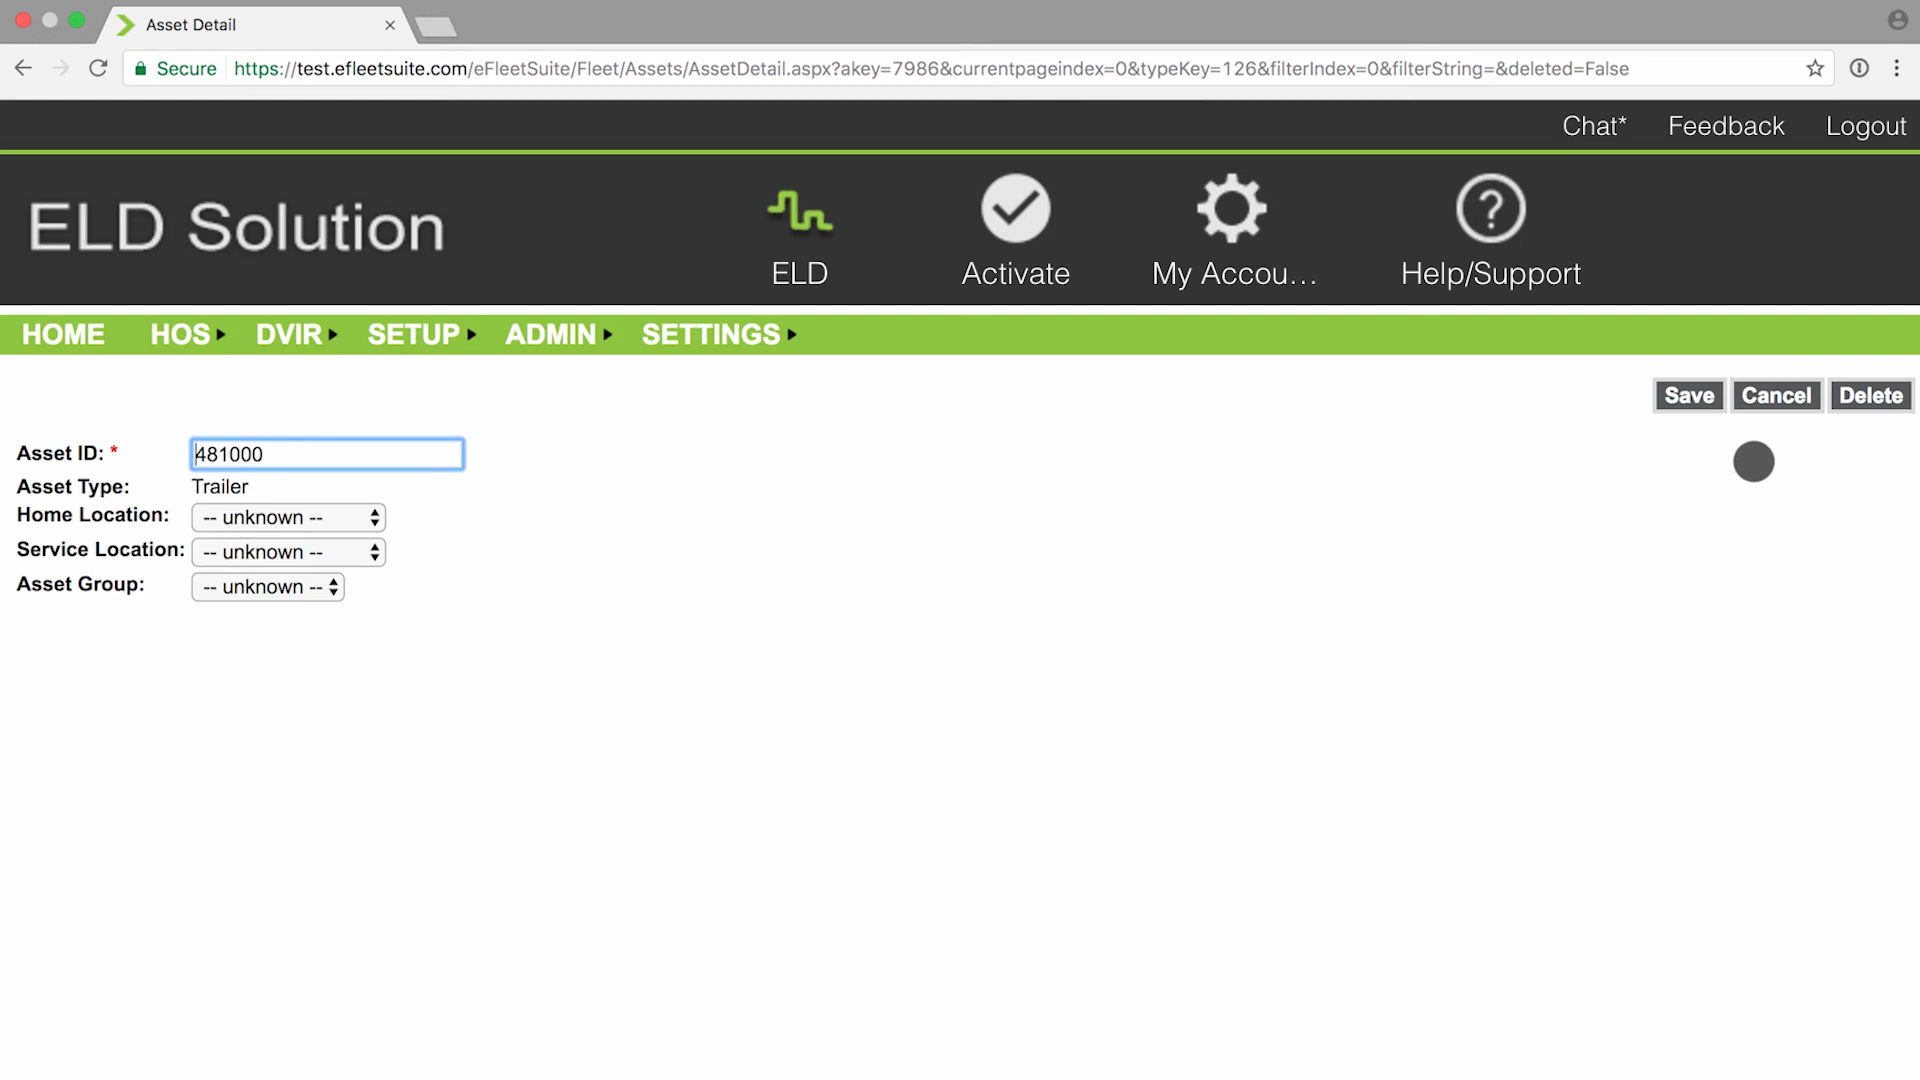 Asset Detail
Secure https://test.efleetsuite.com/eFleetSuite/Fleet/Assets/AssetDetail.aspx?akey=7986&currentpageindex=0&typeKey=126&filterIndex=0&filterString=&deleted=False
Chat* Feedback Logout
ELD Solution
ELD Activate My Accou... Help/Support
HOME HOS DVIR SETUP ADMIN SETTINGS
Save Cancel Delete
Asset ID: * 481000
Asset Type: Trailer
Home Location: -- unknown --
Service Location: -- unknown --
Asset Group: -- unknown --